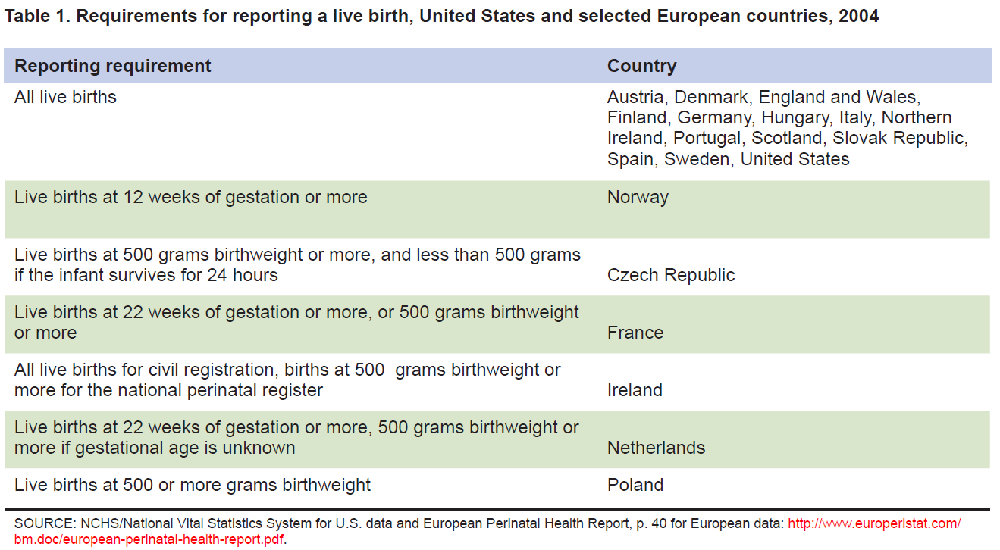 Table 1. Requirements for reporting a live birth, United States and selected European countries, 2004
Reporting requirement Country
All live births Austria, Denmark, England and Wales,
Finland, Germany, Hungary, Italy, Northern
Ireland, Portugal, Scotland, Slovak Republic,
Spain, Sweden, United States
Live births at 12 weeks of gestation or more Norway
Live births at 500 grams birthweight or more, and less than 500 grams
if the infant survives for 24 hours Czech Republic
Live births at 22 weeks of gestation or more, or 500 grams birthweight
or more France
All live births for civil registration, births at 500 grams birthweight or
more for the national perinatal register Ireland
Live births at 22 weeks of gestation or more, 500 grams birthweight or
more if gestational age is unknown Netherlands
Live births at 500 or more grams birthweight Poland
SOURCE: NCHS/National Vital Statistics System for U.S. data and European Perinatal Health Report, p. 40 for European data: http://www.europeristat.com/
bm.doc/european-perinatal-health-report.pdf.